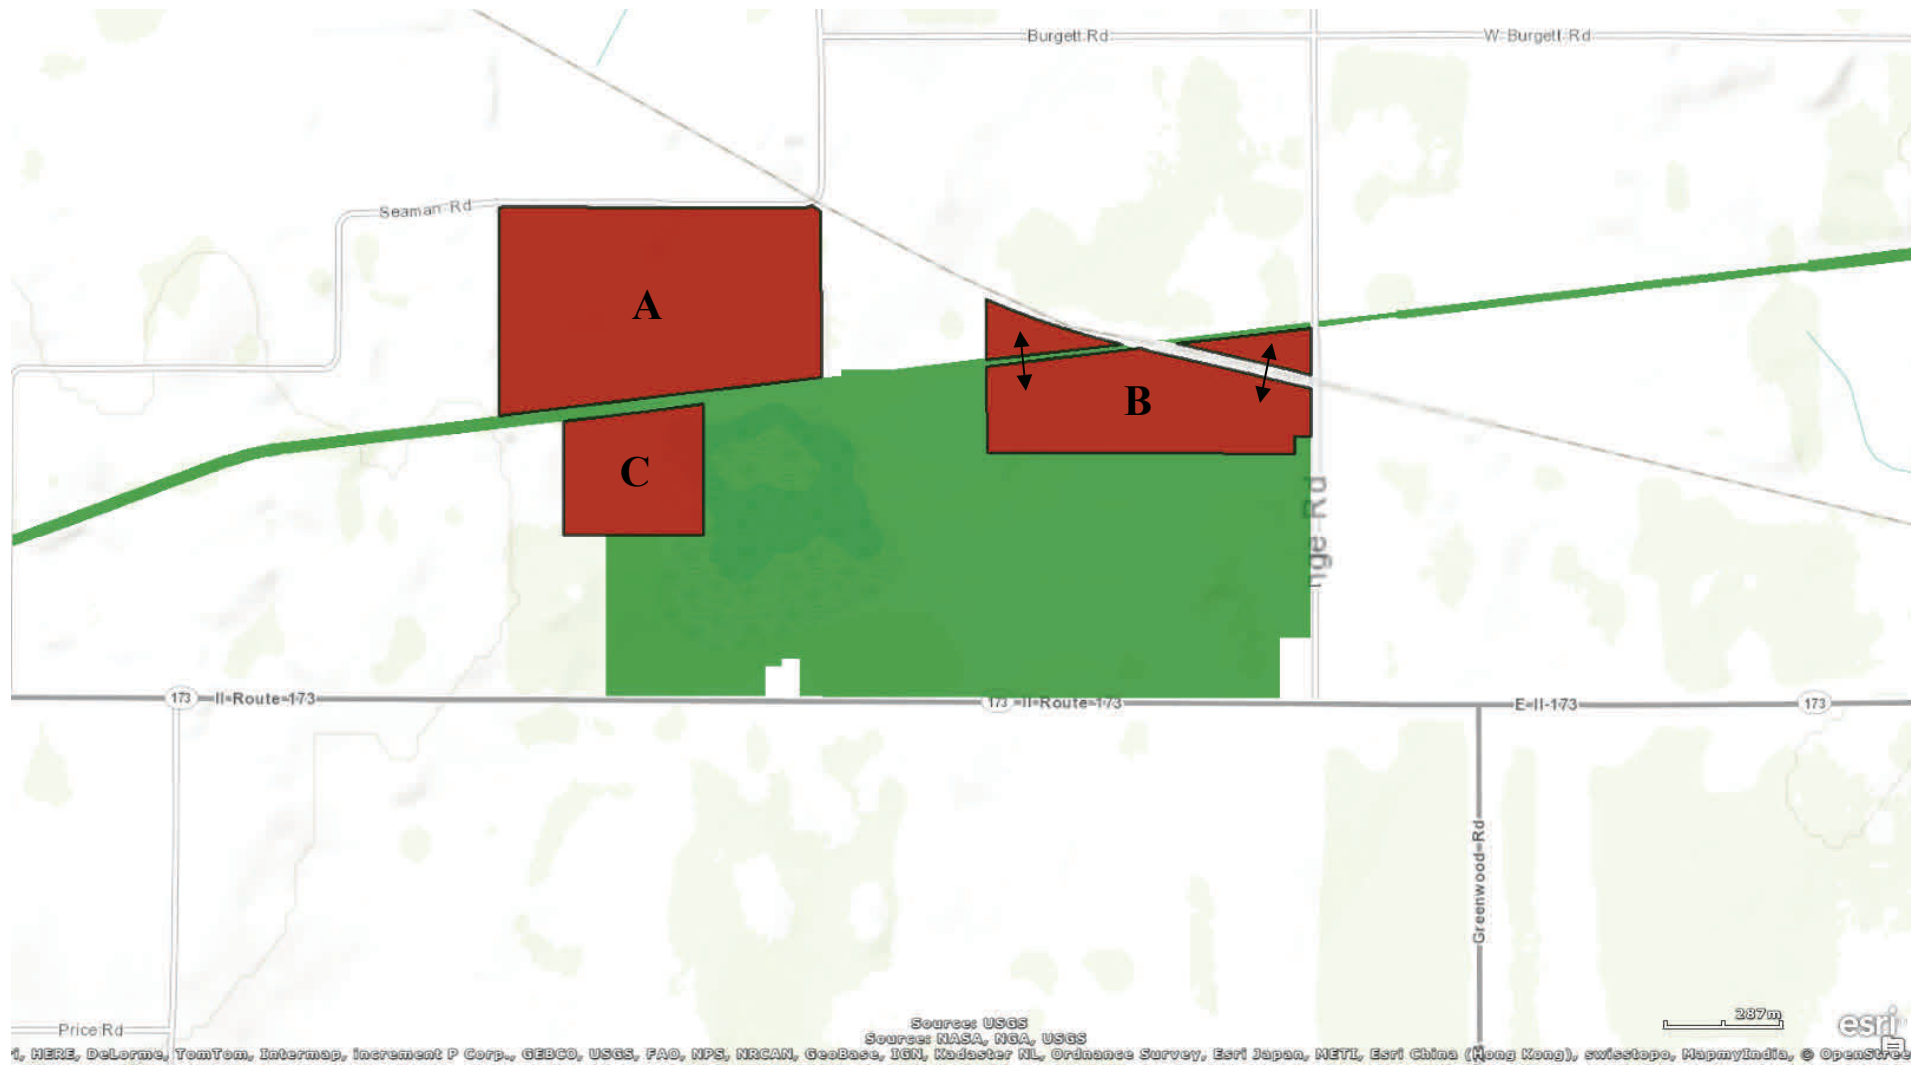 Burgett Rd
W Burgett Rd
Seaman Rd
A
B
C
nge Rd
173
Il-Route-173
173
Il-Route-173
E-Il-173
173
Greenwood-Rd
Price Rd
287m
esri
Source: USGS
Source: NASA, NGA, USGS
HERE, DeLorme, TomTom, Intermap, increment P Corp., GEBCO, USGS, FAO, NPS, NRCAN, GeoBase, IGN, Kadaster NL, Ordnance Survey, Esri Japan, METI, Esri China (Hong Kong), swisstopo, MapmyIndia, © OpenStree